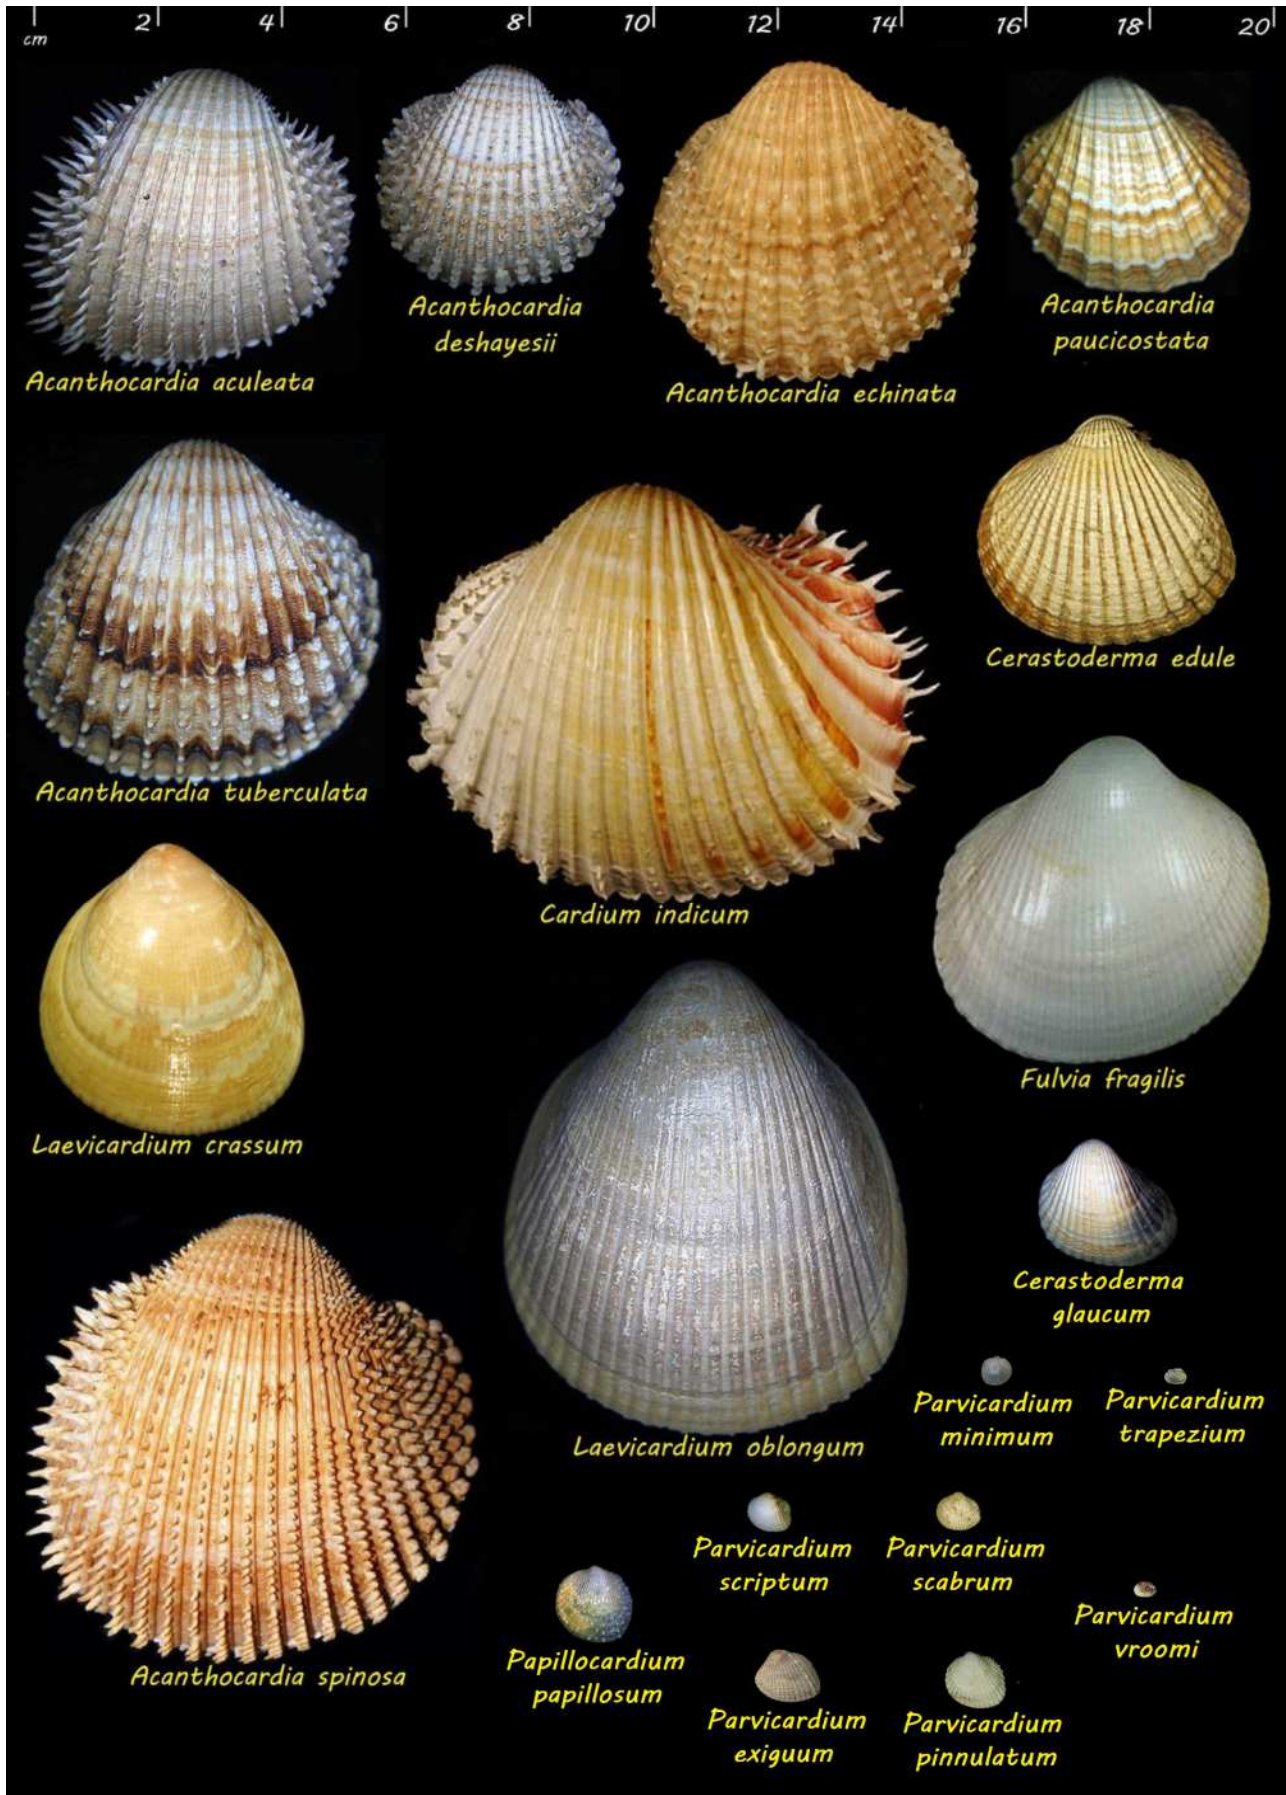 cm 2 4 6 8 10 12 14 16 18 20
Acanthocardia aculeata
Acanthocardia
deshayesii
Acanthocardia echinata
Acanthocardia
paucicostata
Acanthocardia tuberculata
Cardium indicum
Cerastoderma edule
Fulvia fragilis
Laevicardium crassum
Laevicardium oblongum
Cerastoderma
glaucum
Acanthocardia spinosa
Parvicardium
minimum
Parvicardium
trapezium
Parvicardium
scriptum
Parvicardium
scabrum
Parvicardium
vroomi
Papillocardium
papillosum
Parvicardium
exiguum
Parvicardium
pinnulatum